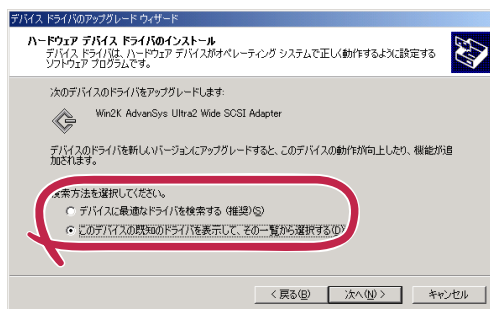 デバイス ドライバのアップグレード ウィザード
ハードウェア デバイス ドライバのインストール
デバイス ドライバは、ハードウェア デバイスがオペレーティング システムで正しく動作するように設定する
ソフトウェア プログラムです。
次のデバイスのドライバをアップグレードします:
Win2K AdvanSys Ultra2 Wide SCSI Adapter
デバイスのドライバを新しいバージョンにアップグレードすると、このデバイスの動作が向上したり、機能が追
加されます。
検索方法を選択してください。
デバイスに最適なドライバを検索する (推奨)(S)
このデバイスの既知のドライバを表示して、その一覧から選択する(D)
< 戻る(B)
次へ(N) >
キャンセル